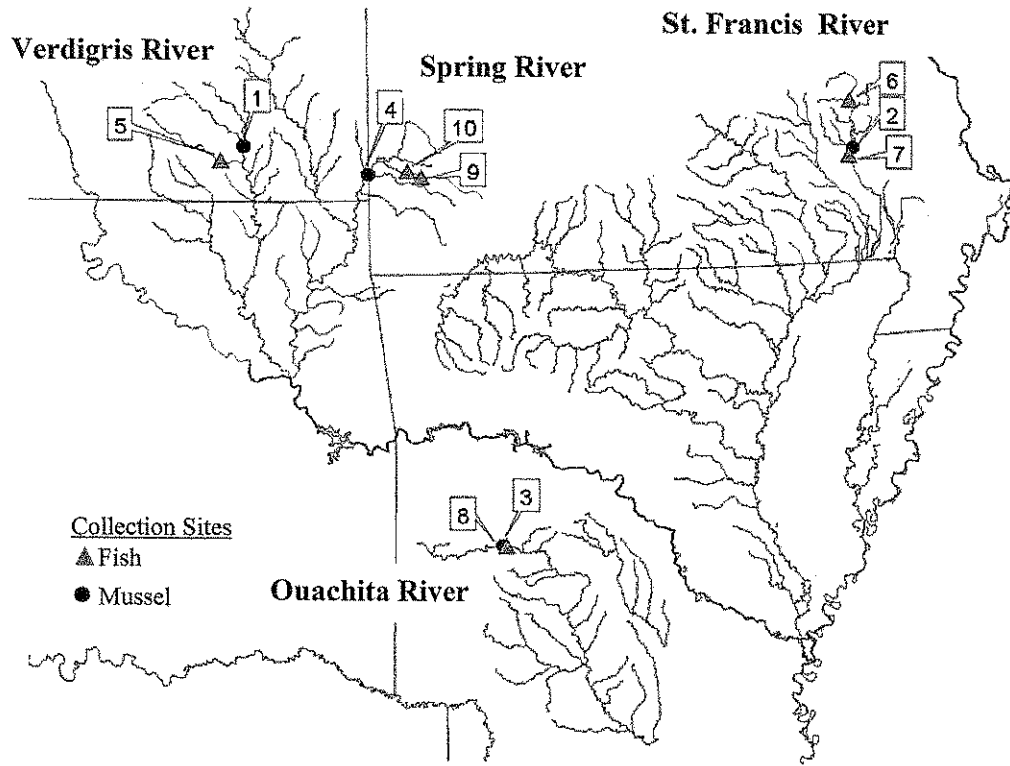 St. Francis River
Verdigris River
Spring River
6
1
4
10
2
5
9
7
3
8
Collection Sites
Fish
Mussel
Ouachita River